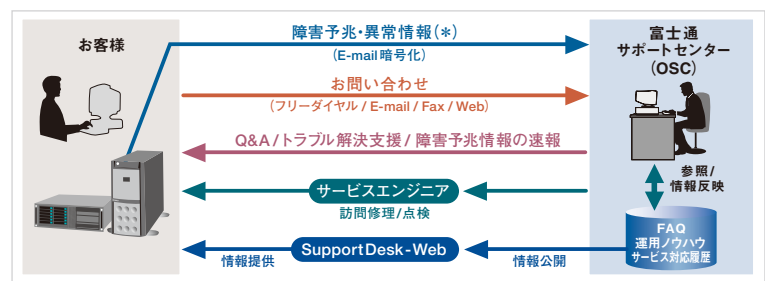 お客様
障害予兆・異常情報(＊)
(E-mail 暗号化)
お問い合わせ
(フリーダイヤル / E-mail / Fax / Web)
Q&A / トラブル解決支援 / 障害予兆情報の速報
サービスエンジニア
訪問修理/点検
SupportDesk-Web
情報提供
情報公開
富士通
サポートセンター
(OSC)
参照/
情報反映
FAQ
運用ノウハウ
サービス対応履歴